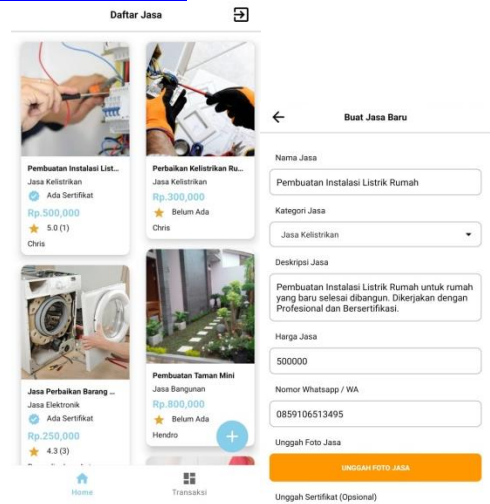 Daftar Jasa
Pembuatan Instalasi List...
Jasa Kelistrikan
Ada Sertifikat
Rp.500,000
5.0 (1)
Chris
Perbaikan Kelistrikan Ru...
Jasa Kelistrikan
Rp.300,000
Belum Ada
Chris
Jasa Perbaikan Barang ...
Jasa Elektronik
Ada Sertifikat
Rp.250,000
4.3 (3)
Pembuatan Taman Mini
Jasa Bangunan
Rp.800,000
Belum Ada
Hendro
+
Home
Transaksi
Buat Jasa Baru
Nama Jasa
Pembuatan Instalasi Listrik Rumah
Kategori Jasa
Jasa Kelistrikan
Deskripsi Jasa
Pembuatan Instalasi Listrik Rumah untuk rumah
yang baru selesai dibangun. Dikerjakan dengan
Profesional dan Bersertifikasi.
Harga Jasa
500000
Nomor Whatsapp / WA
0859106513495
Unggah Foto Jasa
UNGGAH FOTO JASA
Unggah Sertifikat (Opsional)